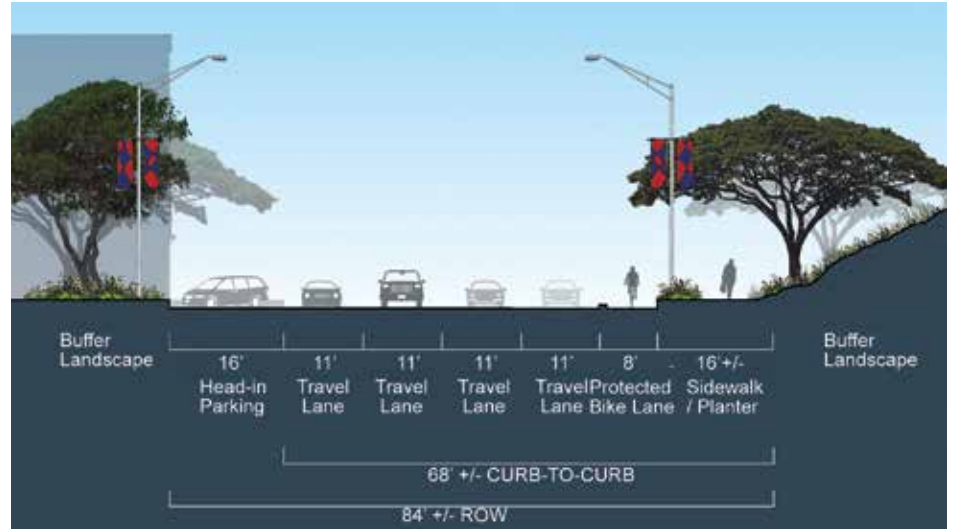 Buffer
Landscape
16'
Head-in
Parking
11'
Travel
Lane
11'
Travel
Lane
11'
Travel
Lane
11'
Travel
Lane
8'
Protected
Bike Lane
16'+/-
Sidewalk
/ Planter
Buffer
Landscape
68' +/- CURB-TO-CURB
84' +/- ROW